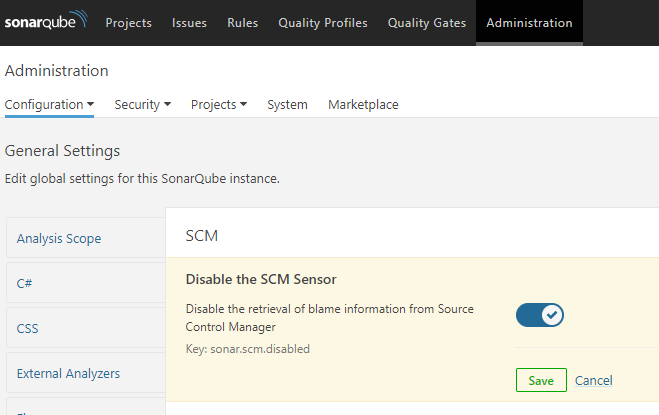 sonarqube Projects Issues Rules Quality Profiles Quality Gates Administration
Administration
Configuration Security Projects System Marketplace
General Settings
Edit global settings for this SonarQube instance.
Analysis Scope
C#
CSS
External Analyzers
SCM
Disable the SCM Sensor
Disable the retrieval of blame information from Source
Control Manager
Key: sonar.scm.disabled
Save Cancel